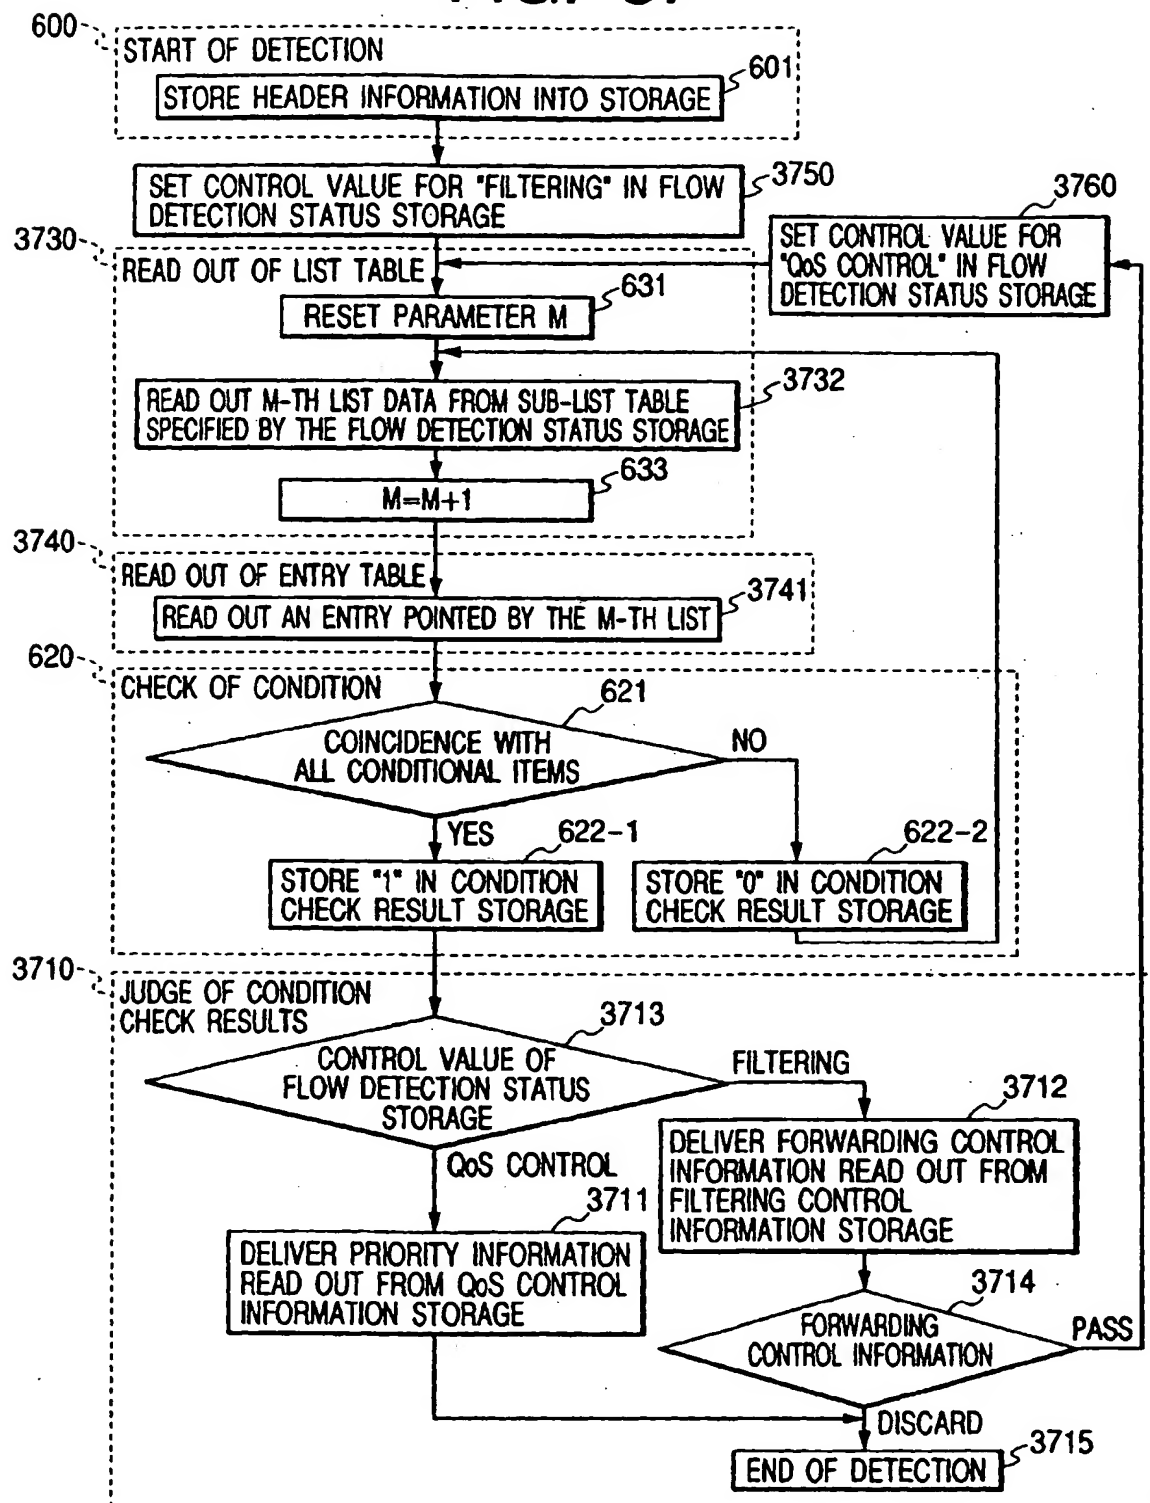 600
START OF DETECTION
601
STORE HEADER INFORMATION INTO STORAGE
3750
SET CONTROL VALUE FOR "FILTERING" IN FLOW
DETECTION STATUS STORAGE
3760
SET CONTROL VALUE FOR
"QoS CONTROL" IN FLOW
DETECTION STATUS STORAGE
3730
READ OUT OF LIST TABLE
631
RESET PARAMETER M
3732
READ OUT M-TH LIST DATA FROM SUB-LIST TABLE
SPECIFIED BY THE FLOW DETECTION STATUS STORAGE
633
M=M+1
3740
READ OUT OF ENTRY TABLE
3741
READ OUT AN ENTRY POINTED BY THE M-TH LIST
620
CHECK OF CONDITION
621
COINCIDENCE WITH
ALL CONDITIONAL ITEMS
NO
YES
622-1
STORE "1" IN CONDITION
CHECK RESULT STORAGE
622-2
STORE "0" IN CONDITION
CHECK RESULT STORAGE
3710
JUDGE OF CONDITION
CHECK RESULTS
3713
CONTROL VALUE OF
FLOW DETECTION STATUS
STORAGE
FILTERING
QoS CONTROL
3712
DELIVER FORWARDING CONTROL
INFORMATION READ OUT FROM
FILTERING CONTROL
INFORMATION STORAGE
3711
DELIVER PRIORITY INFORMATION
READ OUT FROM QoS CONTROL
INFORMATION STORAGE
3714
FORWARDING
CONTROL INFORMATION
PASS
DISCARD
3715
END OF DETECTION